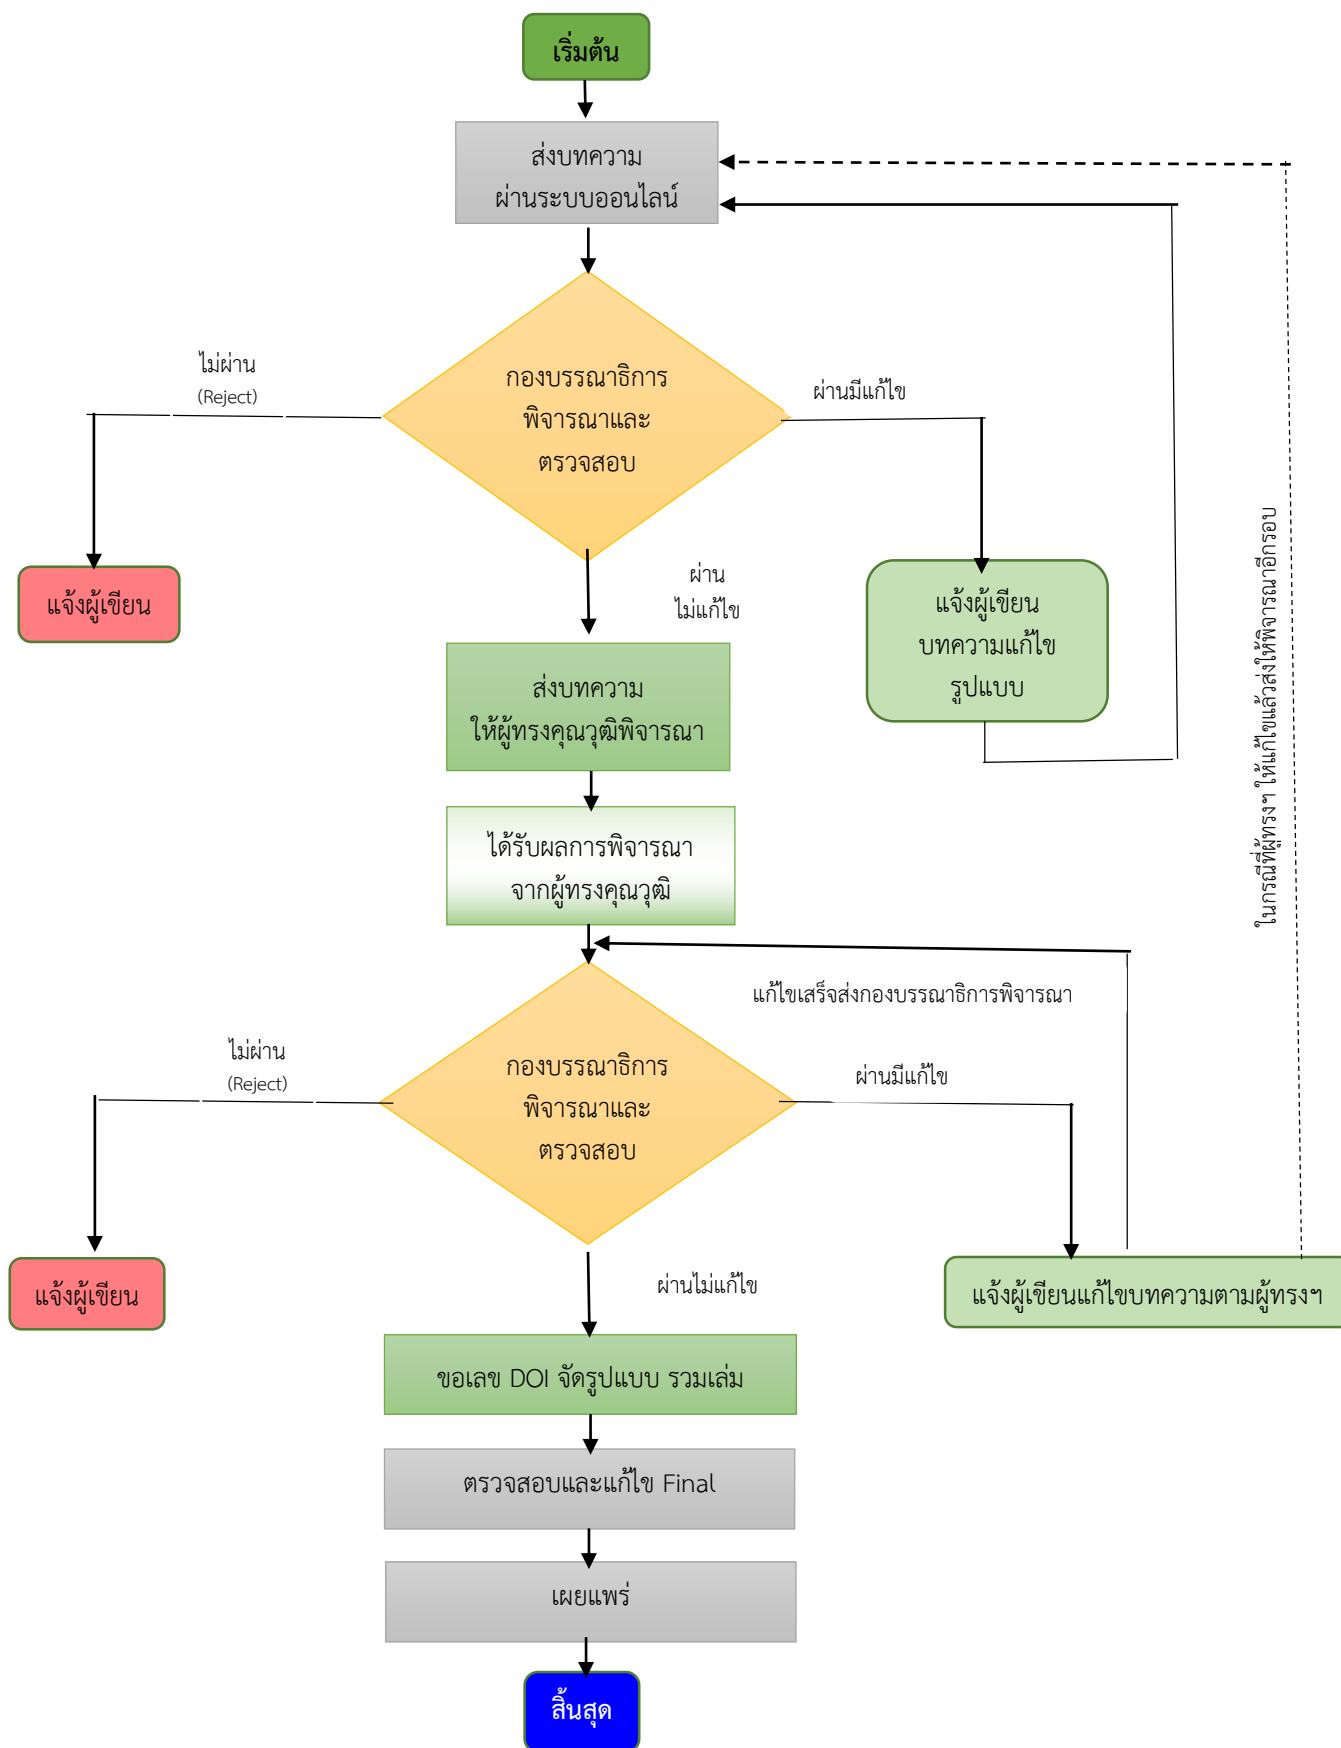 เริ่มต้น
ส่งบทความ
ผ่านระบบออนไลน์
ไม่ผ่าน
(Reject)
กองบรรณาธิการ
พิจารณาและ
ตรวจสอบ
ผ่านมีแก้ไข
แจ้งผู้เขียน
ผ่าน
ไม่แก้ไข
แจ้งผู้เขียน
บทความแก้ไข
รูปแบบ
ในกรณีที่ผู้ทรงฯ ให้แก้ไขแล้วส่งให้พิจารณาอีกรอบ
ส่งบทความ
ให้ผู้ทรงคุณวุฒิพิจารณา
ได้รับผลการพิจารณา
จากผู้ทรงคุณวุฒิ
แก้ไขเสร็จส่งกองบรรณาธิการพิจารณา
ไม่ผ่าน
(Reject)
กองบรรณาธิการ
พิจารณาและ
ตรวจสอบ
ผ่านมีแก้ไข
แจ้งผู้เขียน
ผ่านไม่แก้ไข
แจ้งผู้เขียนแก้ไขบทความตามผู้ทรงฯ
ขอเลข DOI จัดรูปแบบ รวมเล่ม
ตรวจสอบและแก้ไข Final
เผยแพร่
สิ้นสุด